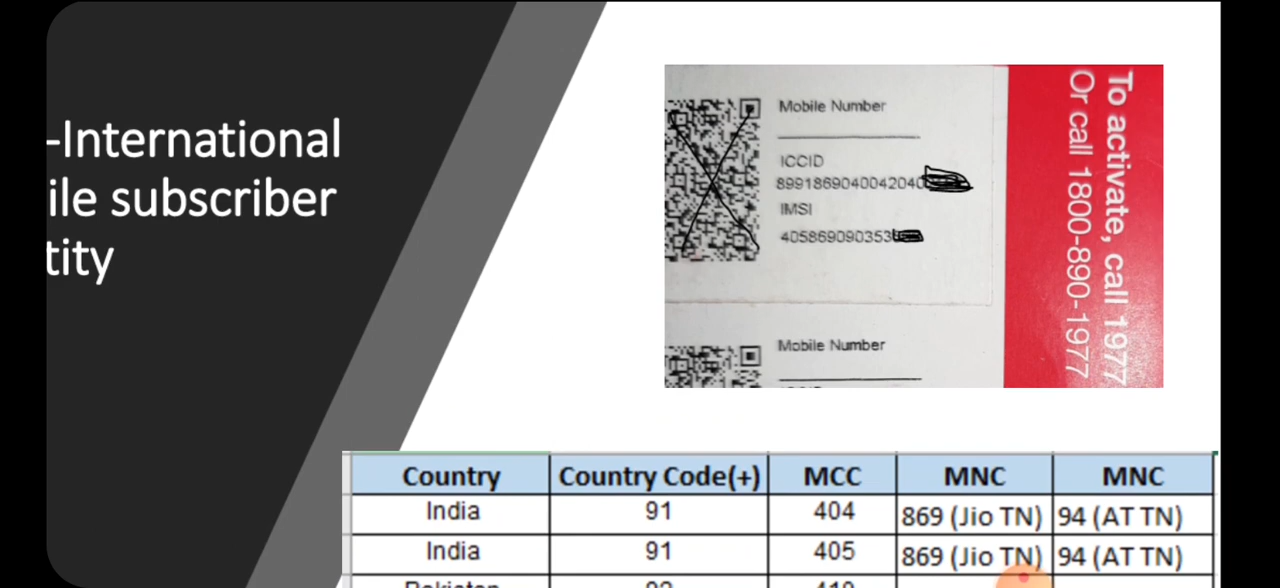 -International
ile subscriber
tity
Mobile Number
ICCID
8991869040042040
IMSI
405869090353
Mobile Number
To activate, call 1977
Or call 1800-890-1977
Country Country Code(+) MCC MNC MNC
India 91 404 869 (Jio TN) 94 (AT TN)
India 91 405 869 (Jio TN) 94 (AT TN)